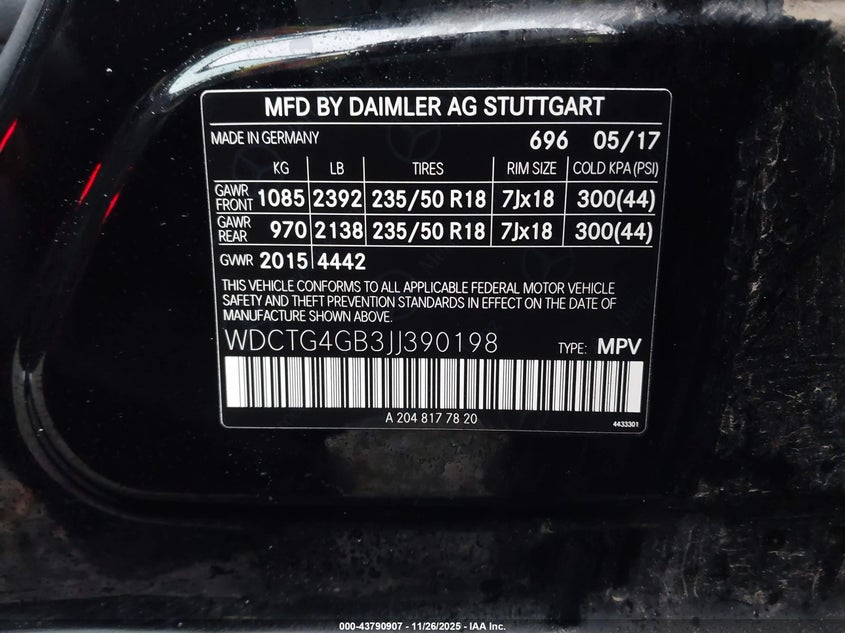 MFD BY DAIMLER AG STUTTGART
MADE IN GERMANY 696 05/17
KG LB TIRES RIM SIZE COLD KPA (PSI)
GAWR FRONT 1085 2392 235/50 R18 7Jx18 300(44)
GAWR REAR 970 2138 235/50 R18 7Jx18 300(44)
GVWR 2015 4442
THIS VEHICLE CONFORMS TO ALL APPLICABLE FEDERAL MOTOR VEHICLE
SAFETY AND THEFT PREVENTION STANDARDS IN EFFECT ON THE DATE OF
MANUFACTURE SHOWN ABOVE.
WDCTG4GB3JJ390198 TYPE: MPV
A 204 817 78 20
4433301
000-43790907 - 11/26/2025 - IAA Inc.